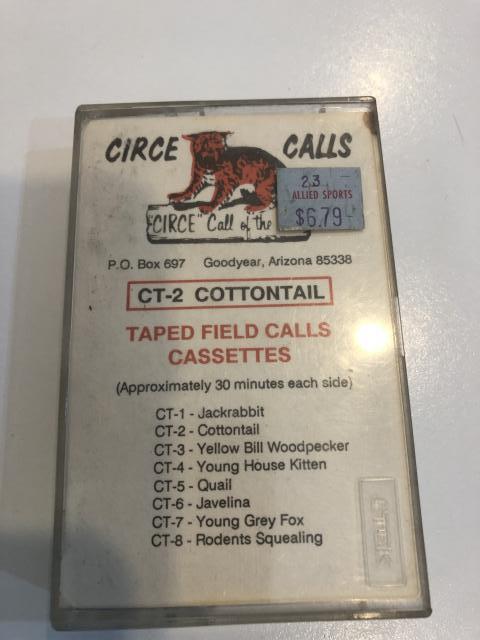 CIRCE CALLS
23
ALLIED SPORTS
$6.79
"CIRCE" Call of the
P.O. Box 697 Goodyear, Arizona 85338
CT-2 COTTONTAIL
TAPED FIELD CALLS
CASSETTES
(Approximately 30 minutes each side)
CT-1 - Jackrabbit
CT-2 - Cottontail
CT-3 - Yellow Bill Woodpecker
CT-4 - Young House Kitten
CT-5 - Quail
CT-6 - Javelina
CT-7 - Young Grey Fox
CT-8 - Rodents Squealing